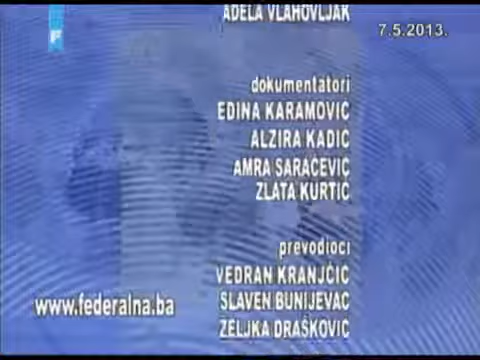 ADELA VLAHOVLJAK
7.5.2013.
dokumentatori
EDINA KARAMOVIĆ
ALZIRA KADIĆ
AMRA SARAČEVIĆ
ZLATA KURTIĆ
prevodioci
VEDRAN KRANJČIĆ
www.federalna.ba
SLAVEN BUNIJEVAC
ŽELJKA DRAŠKOVIĆ